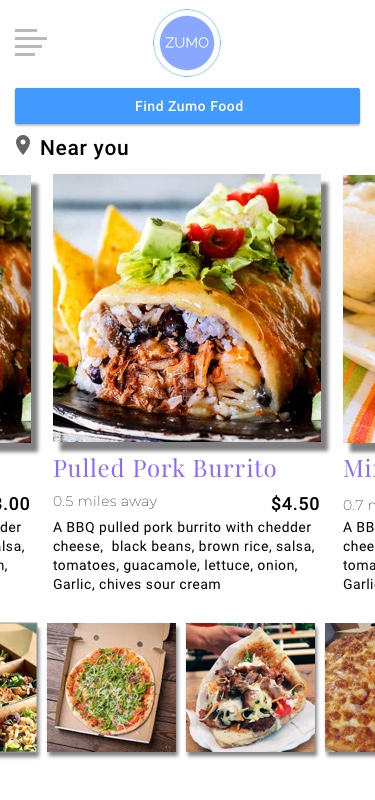 ZUMO
Find Zumo Food
Near you
Pulled Pork Burrito
Mi
3.00
0.5 miles away
$4.50
0.7 m
der
A BBQ pulled pork burrito with chedder
A BB
alsa,
cheese,  black beans, brown rice, salsa,
chee
n,
tomatoes, guacamole, lettuce, onion,
toma
Garlic, chives sour cream
Garli